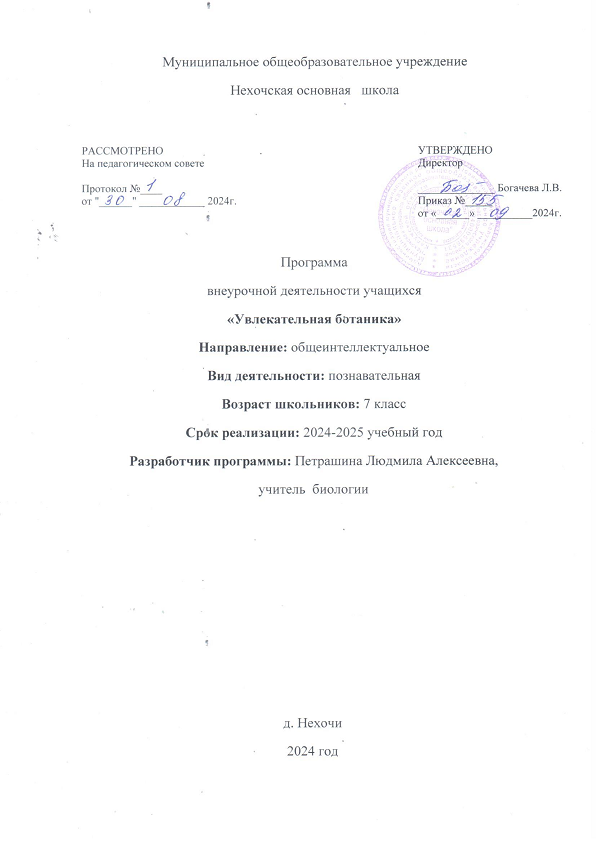 Муниципальное общеобразовательное учреждение
Нехочская основная школа
РАССМОТРЕНО
На педагогическом совете
Протокол № 1
от "30" 08 2024г.
УТВЕРЖДЕНО
Директор
Богачева Л.В.
Приказ № 155
от «02» 09 2024г.
Программа
внеурочной деятельности учащихся
«Увлекательная ботаника»
Направление: общеинтеллектуальное
Вид деятельности: познавательная
Возраст школьников: 7 класс
Срок реализации: 2024-2025 учебный год
Разработчик программы: Петрашина Людмила Алексеевна,
учитель биологии
д. Нехочи
2024 год